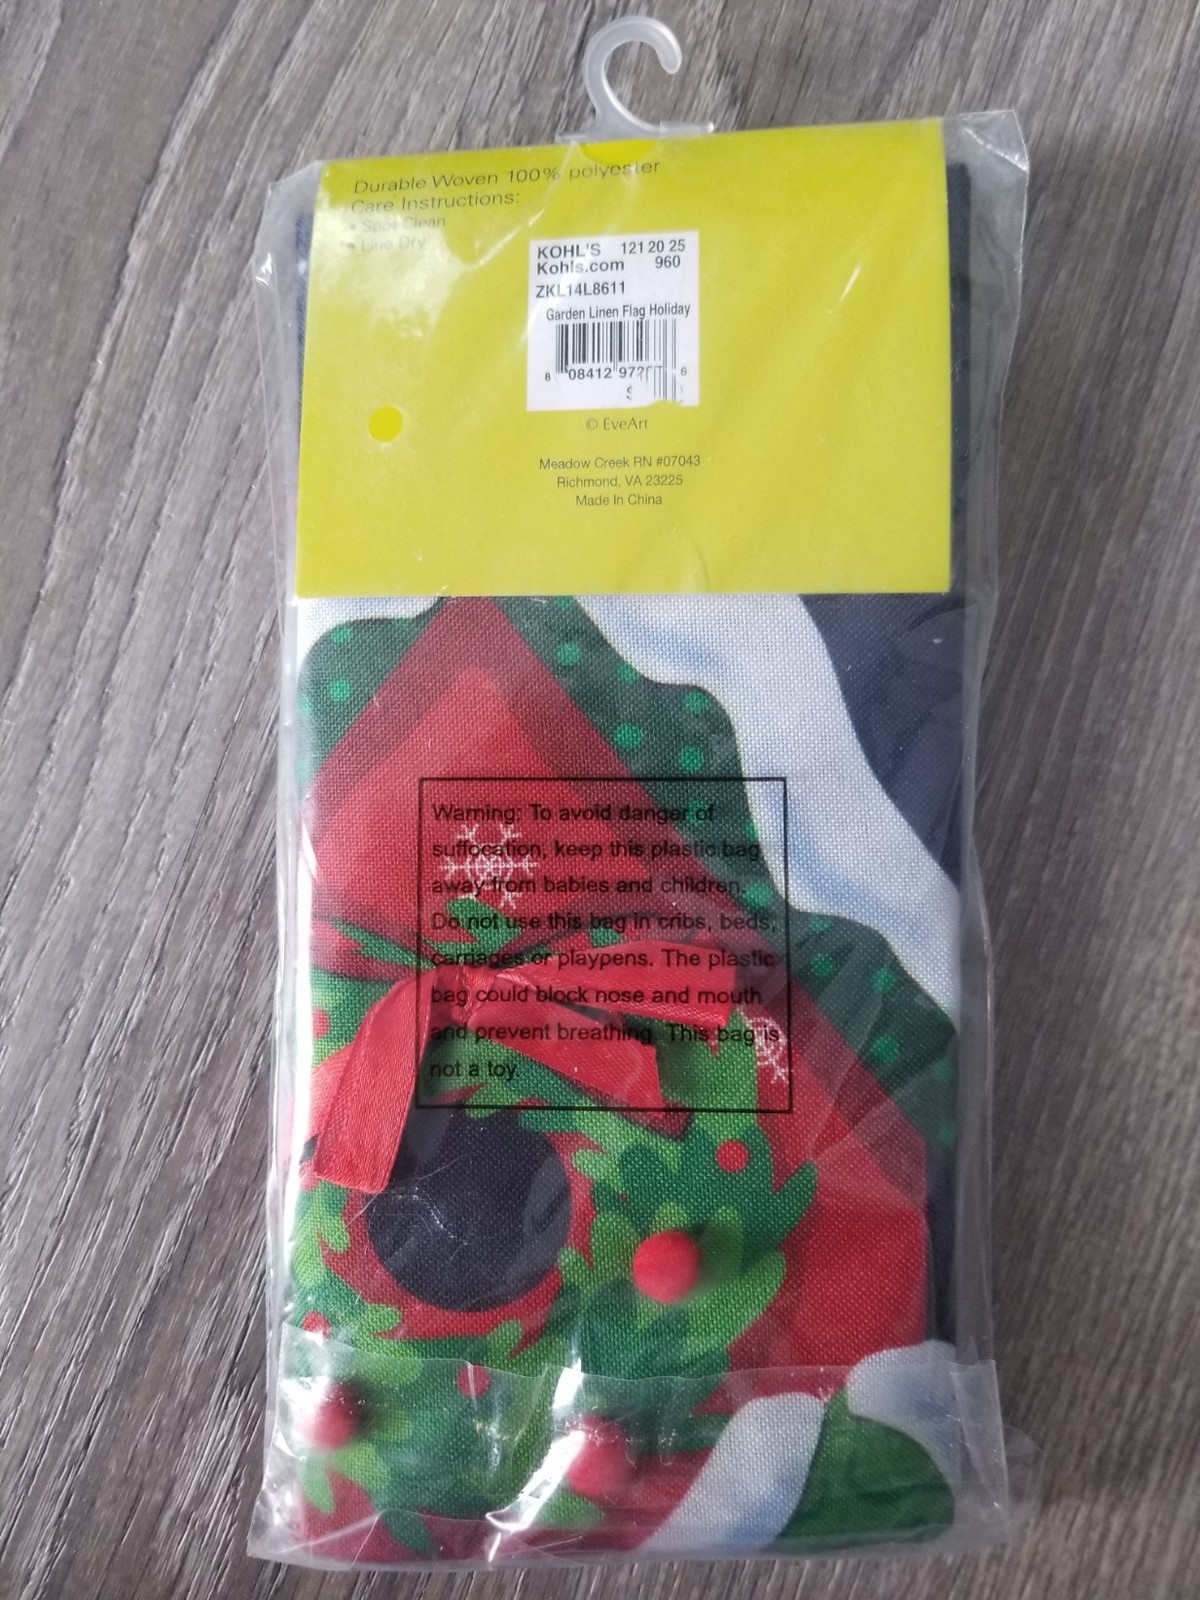 Durable Woven 100% polyester
Care Instructions:
• Spot Clean
• Line Dry
KOHL'S 121 20 25
Kohls.com 960
ZKL14L8611
Garden Linen Flag Holiday
8 08412 6
© EveArt
Meadow Creek RN #07043
Richmond, VA 23225
Made In China
Warning: To avoid danger of
suffocation, keep this plastic bag
away from babies and children.
Do not use this bag in cribs, beds,
carriages or playpens. The plastic
bag could block nose and mouth
and prevent breathing. This bag is
not a toy.